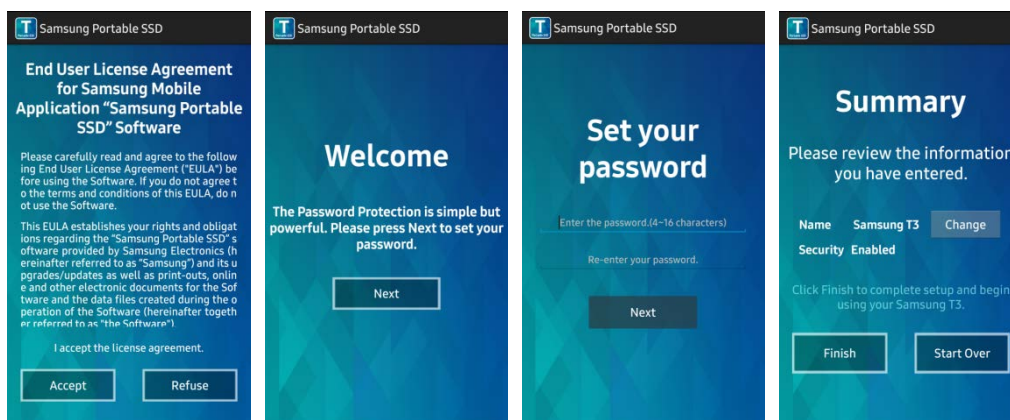 Samsung Portable SSD
End User License Agreement
for Samsung Mobile
Application “Samsung Portable
SSD” Software
Please carefully read and agree to the follow
ing End User License Agreement ("EULA") be
fore using the Software. If you do not agree t
o the terms and conditions of this EULA, do n
ot use the Software.
This EULA establishes your rights and obligat
ions regarding the “Samsung Portable SSD” s
oftware provided by Samsung Electronics (h
ereinafter referred to as “Samsung”) and its u
pgrades/updates as well as print-outs, onlin
e and other electronic documents for the Sof
tware and the data files created during the o
peration of the Software (hereinafter togeth
er referred to as “the Software”)
I accept the license agreement.
Accept
Refuse
Samsung Portable SSD
Welcome
The Password Protection is simple but
powerful. Please press Next to set your
password.
Next
Samsung Portable SSD
Set your
password
Enter the password.(4~16 characters)
Re-enter your password.
Next
Samsung Portable SSD
Summary
Please review the information
you have entered.
Name Samsung T3 Change
Security Enabled
Click Finish to complete setup and begin
using your Samsung T3.
Finish
Start Over